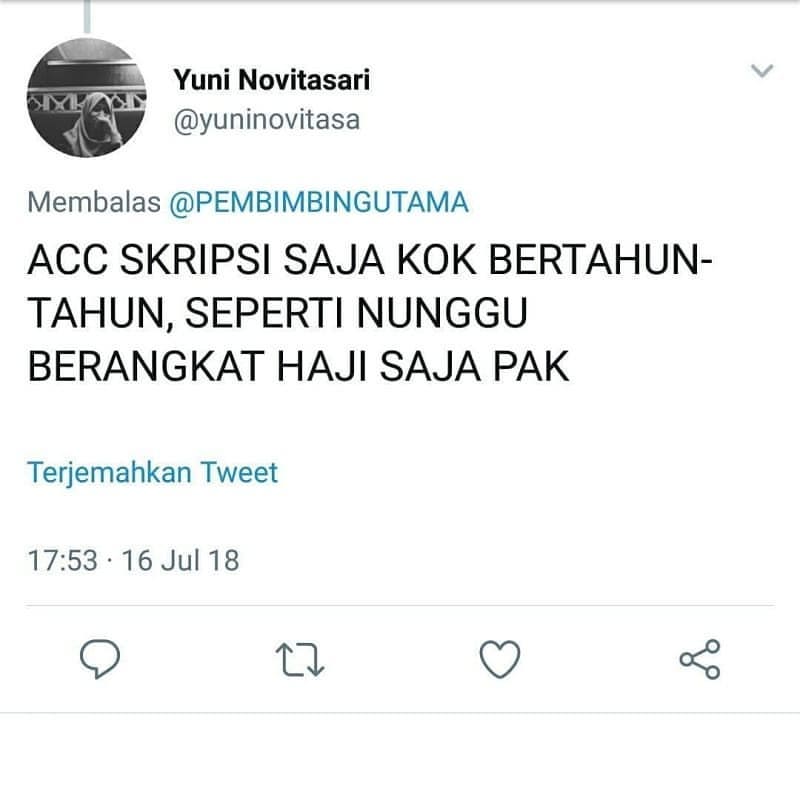 Yuni Novitasari
@yuninovitasa
Membalas @PEMBIMBINGUTAMA
ACC SKRIPSI SAJA KOK BERTAHUN-
TAHUN, SEPERTI NUNGGU
BERANGKAT HAJI SAJA PAK
Terjemahkan Tweet
17:53 · 16 Jul 18